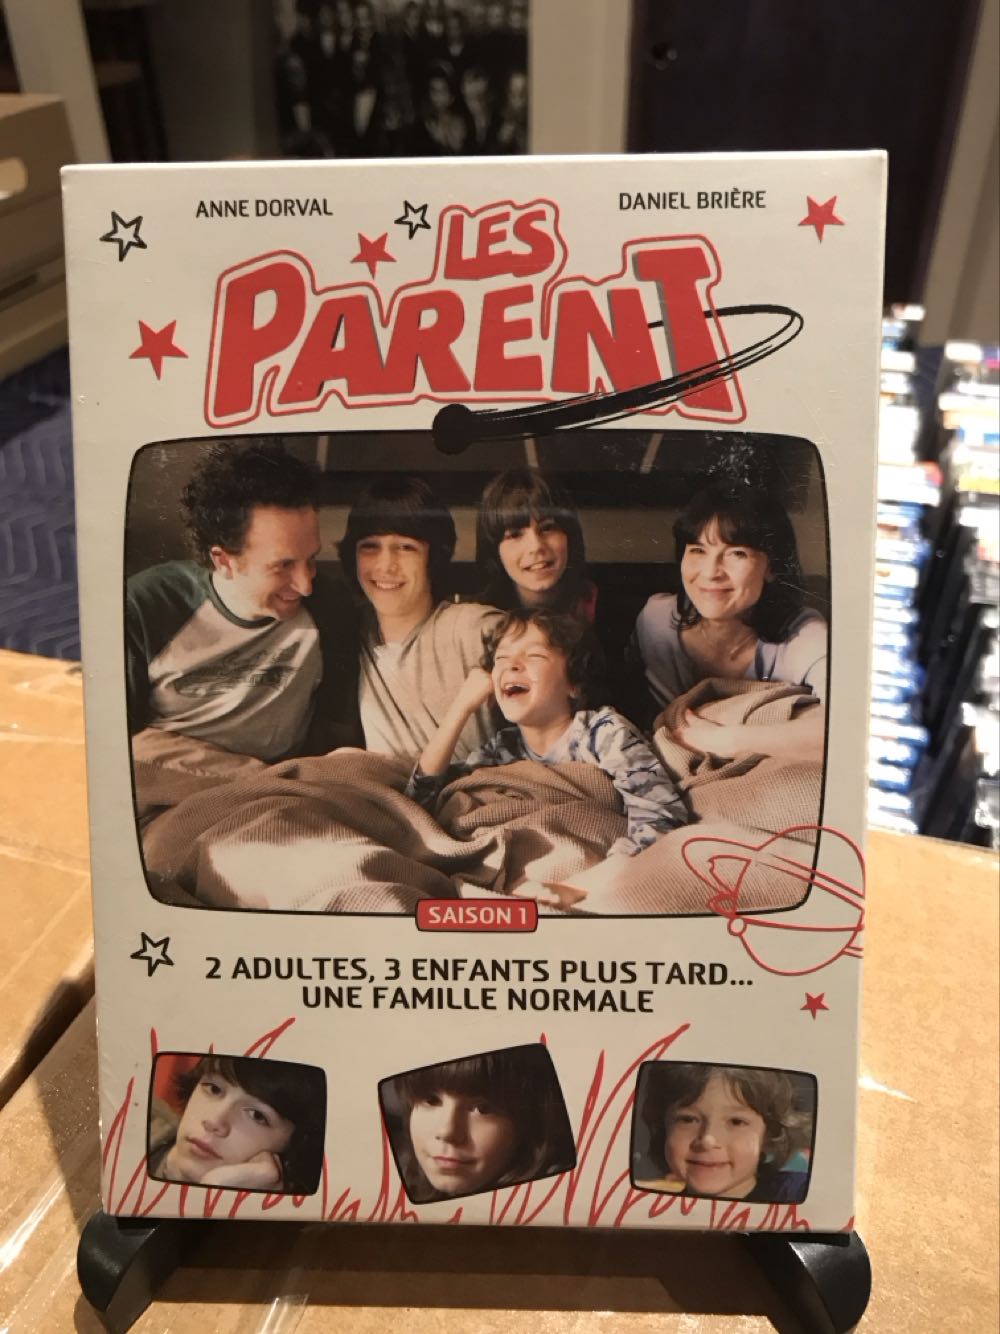 ANNE DORVAL
DANIEL BRIÈRE
LES
PARENT
SAISON 1
2 ADULTES, 3 ENFANTS PLUS TARD...
UNE FAMILLE NORMALE